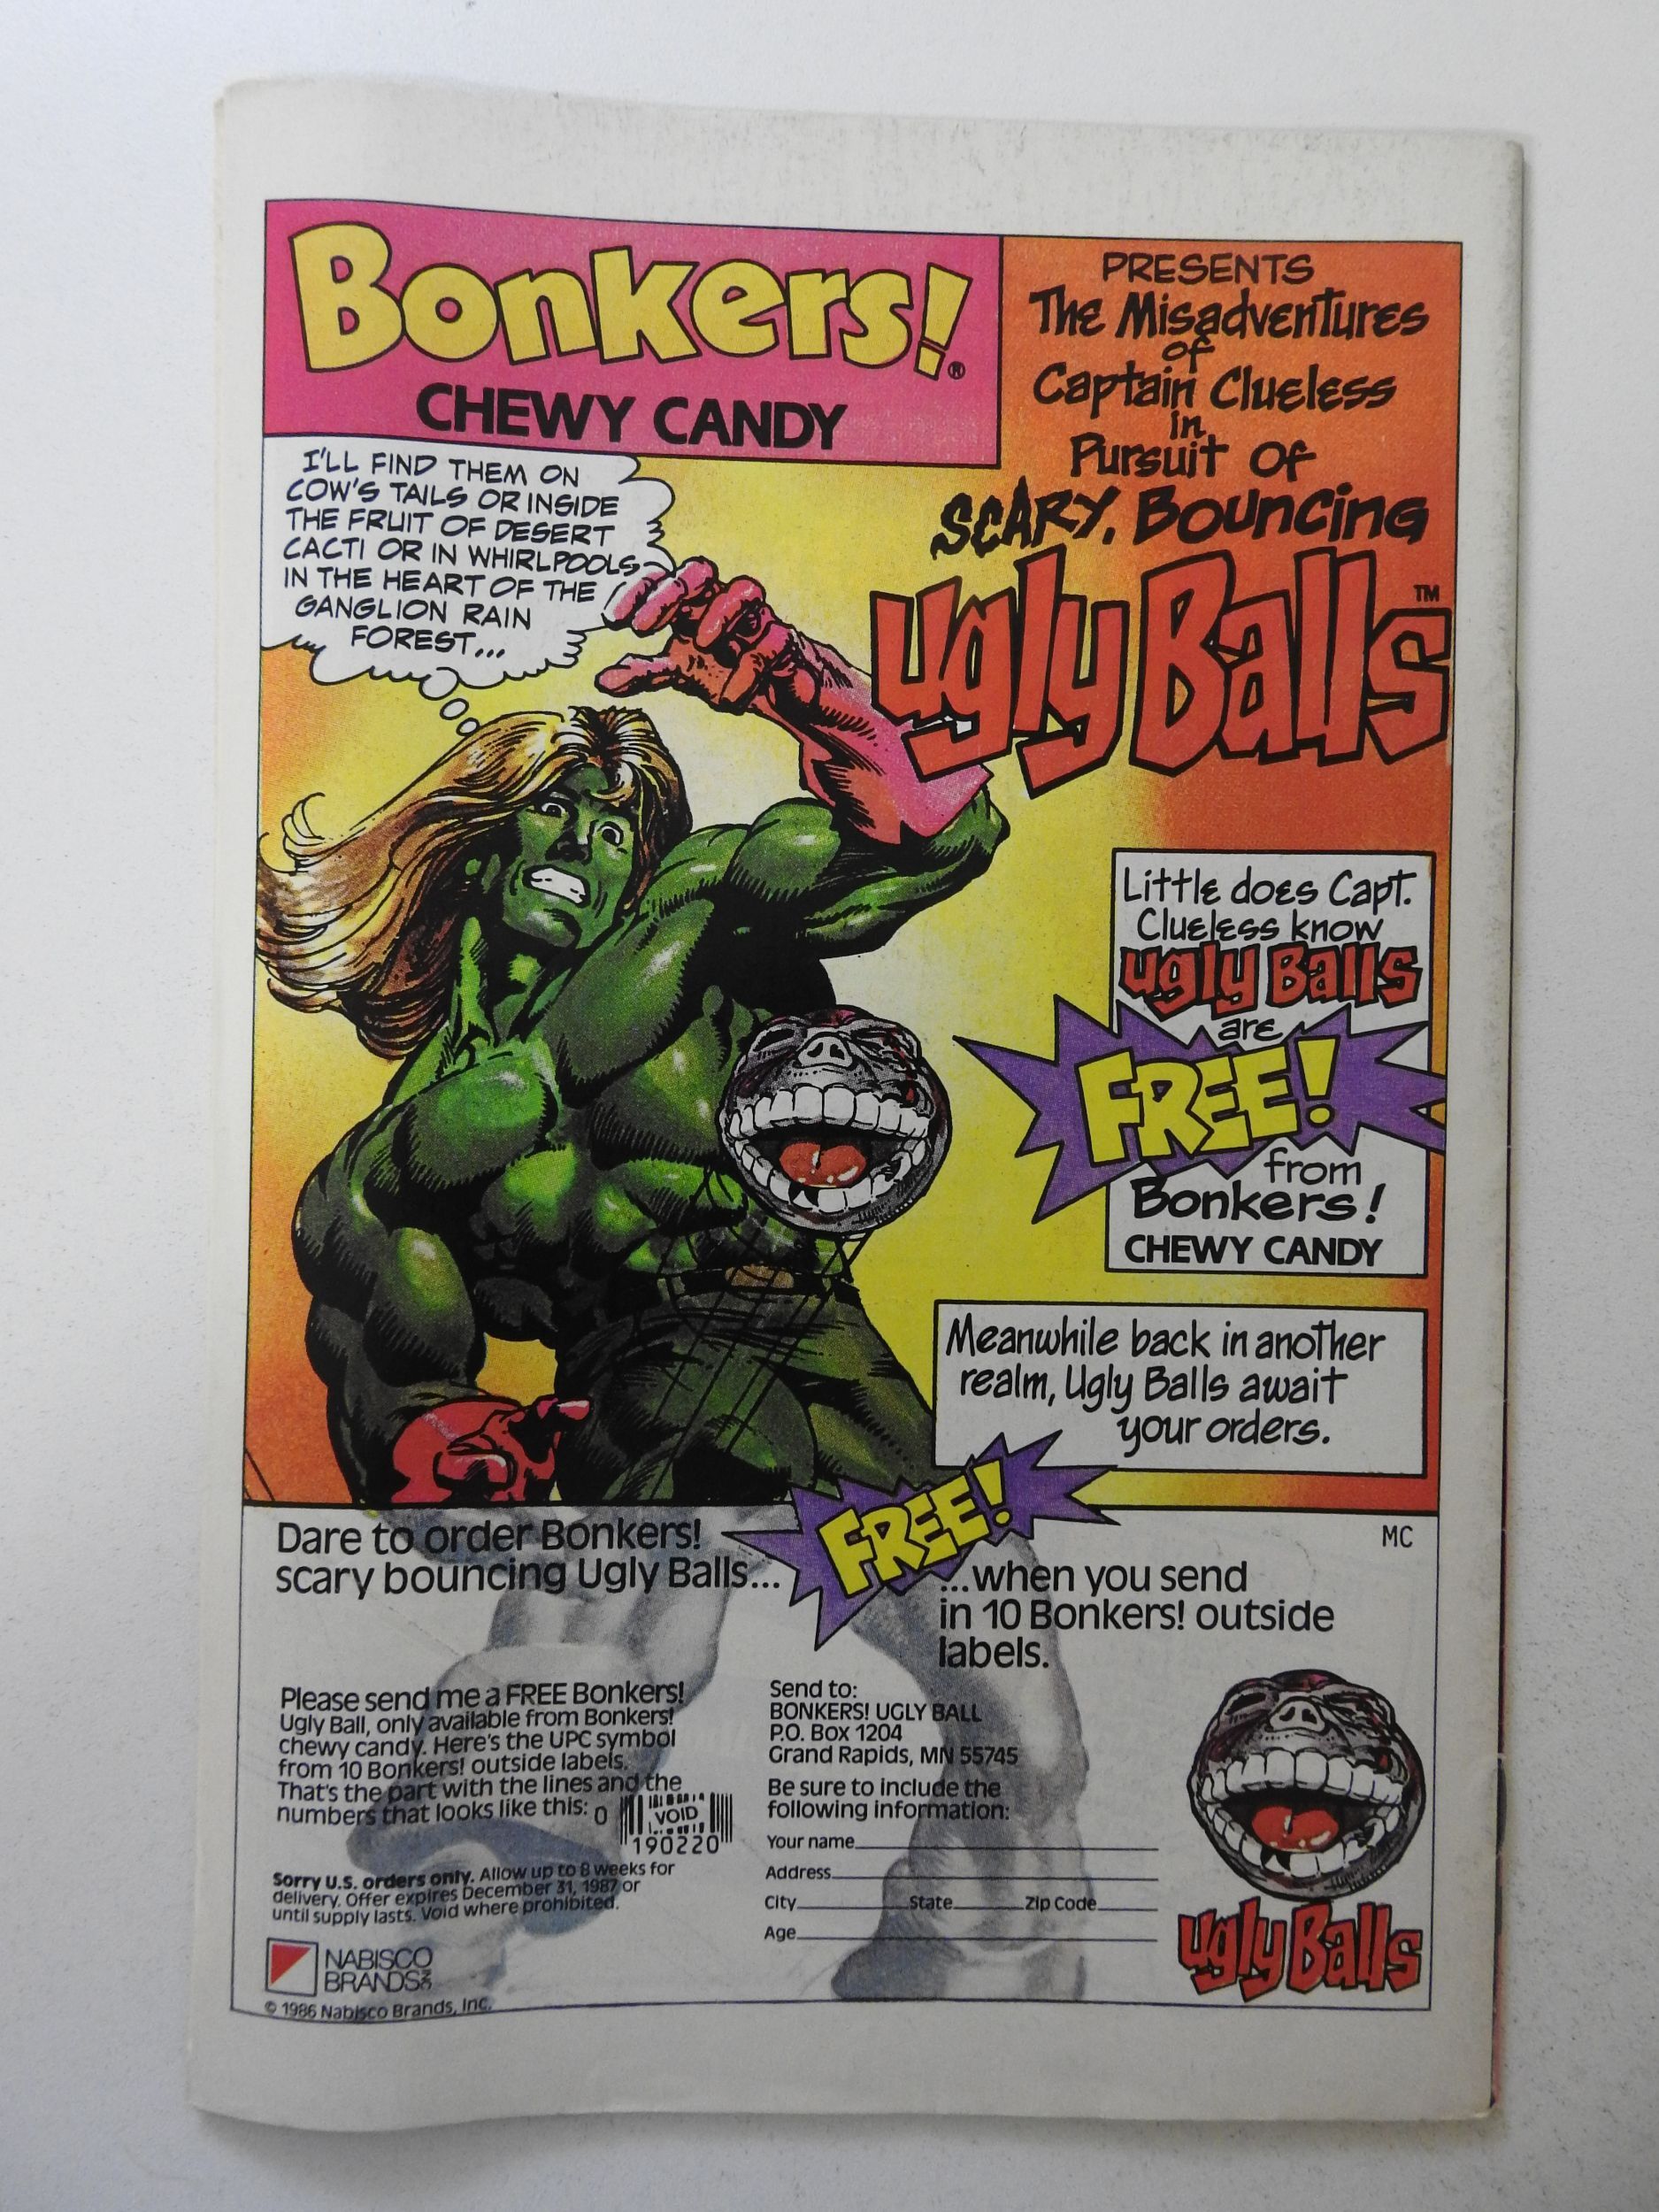 Bonkers!®
CHEWY CANDY
PRESENTS
The Misadventures
of
Captain Clueless
in
Pursuit Of
SCARY, Bouncing
ugly Balls™
I'LL FIND THEM ON
COW'S TAILS OR INSIDE
THE FRUIT OF DESERT
CACTI OR IN WHIRLPOOLS
IN THE HEART OF THE
GANGLION RAIN
FOREST...
Little does Capt.
Clueless know
ugly Balls
are
FREE!
from
Bonkers!
CHEWY CANDY
Meanwhile back in another
realm, Ugly Balls await
your orders.
Dare to order Bonkers!
scary bouncing Ugly Balls...
FREE!
...when you send
in 10 Bonkers! outside
labels.
MC
Please send me a FREE Bonkers!
Ugly Ball, only available from Bonkers!
chewy candy. Here's the UPC symbol
from 10 Bonkers! outside labels.
That's the part with the lines and the
numbers that looks like this: 0
VOID
190220
Sorry U.S. orders only. Allow up to 8 weeks for
delivery. Offer expires December 31, 1987 or
until supply lasts. Void where prohibited.
NABISCO
BRANDS INC
© 1986 Nabisco Brands, Inc.
Send to:
BONKERS! UGLY BALL
P.O. Box 1204
Grand Rapids, MN 55745
Be sure to include the
following information:
Your name
Address
City State Zip Code
Age
ugly Balls